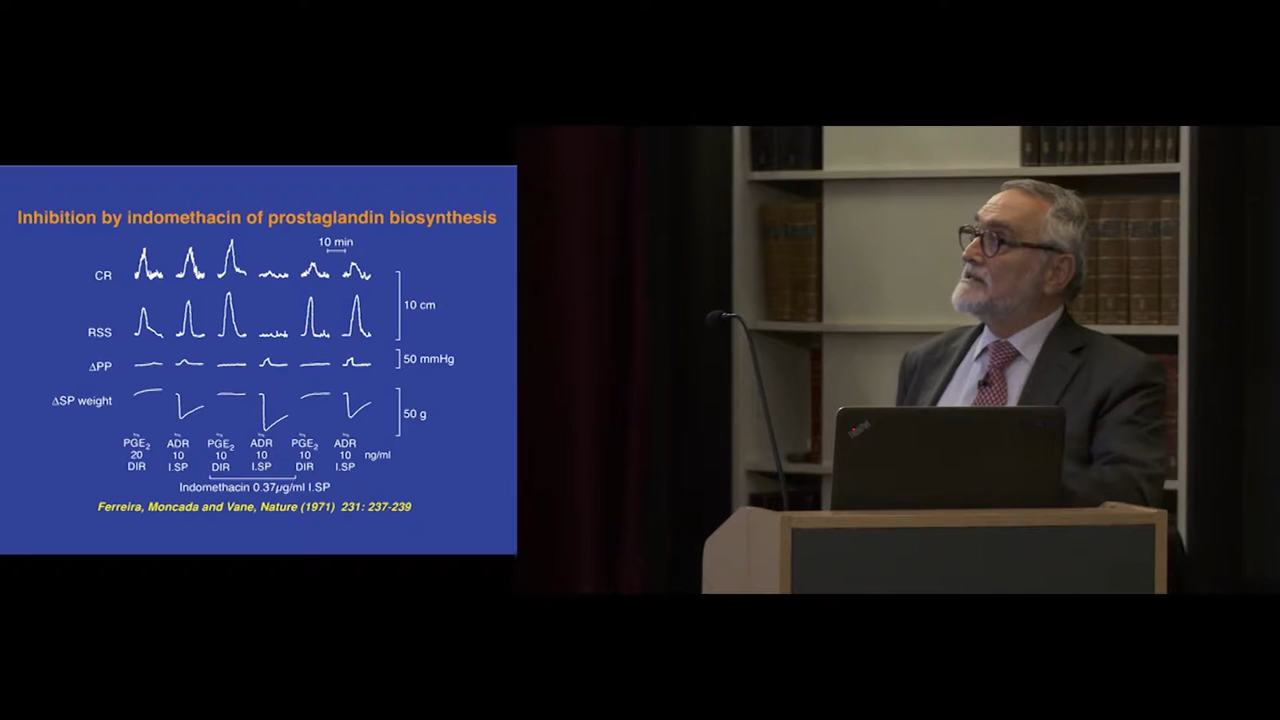 Inhibition by indomethacin of prostaglandin biosynthesis
10 min
CR
10 cm
RSS
ΔPP
50 mmHg
ΔSP weight
50 g
PGE₂ ADR PGE₂ ADR PGE₂ ADR
20 10 10 10 10 10 ng/ml
DIR I.SP DIR I.SP DIR I.SP
Indomethacin 0.37µg/ml I.SP
Ferreira, Moncada and Vane, Nature (1971) 231: 237-239